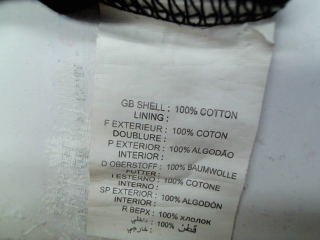 GB SHELL: 100% COTTON
LINING:
F EXTERIEUR: 100% COTON
DOUBLURE:
P EXTERIOR: 100% ALGODÃO
INTERIOR:
D OBERSTOFF: 100% BAUMWOLLE
FUTTER:
I ESTERNO: 100% COTONE
INTERIOR:
SP EXTERIOR: 100% ALGODÓN
INTERIOR:
R ВЕРХ: 100% хлопок
100% قطن
خارجي: